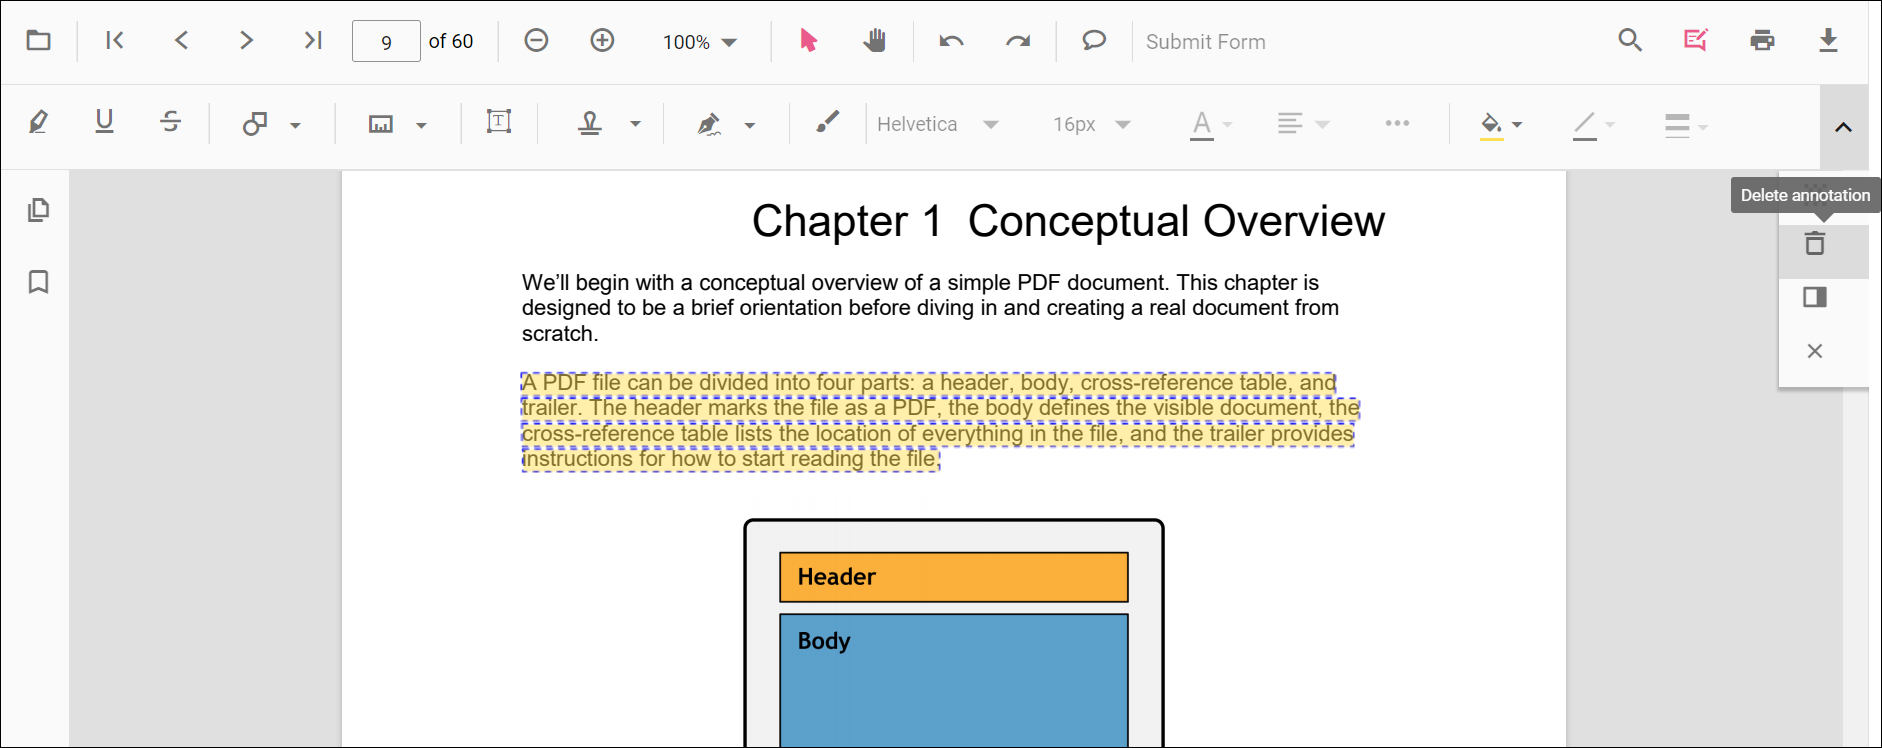 9 of 60 100% Submit Form
Helvetica 16px
Delete annotation
Chapter 1 Conceptual Overview
We’ll begin with a conceptual overview of a simple PDF document. This chapter is
designed to be a brief orientation before diving in and creating a real document from
scratch.
A PDF file can be divided into four parts: a header, body, cross-reference table, and
trailer. The header marks the file as a PDF, the body defines the visible document, the
cross-reference table lists the location of everything in the file, and the trailer provides
instructions for how to start reading the file.
Header
Body